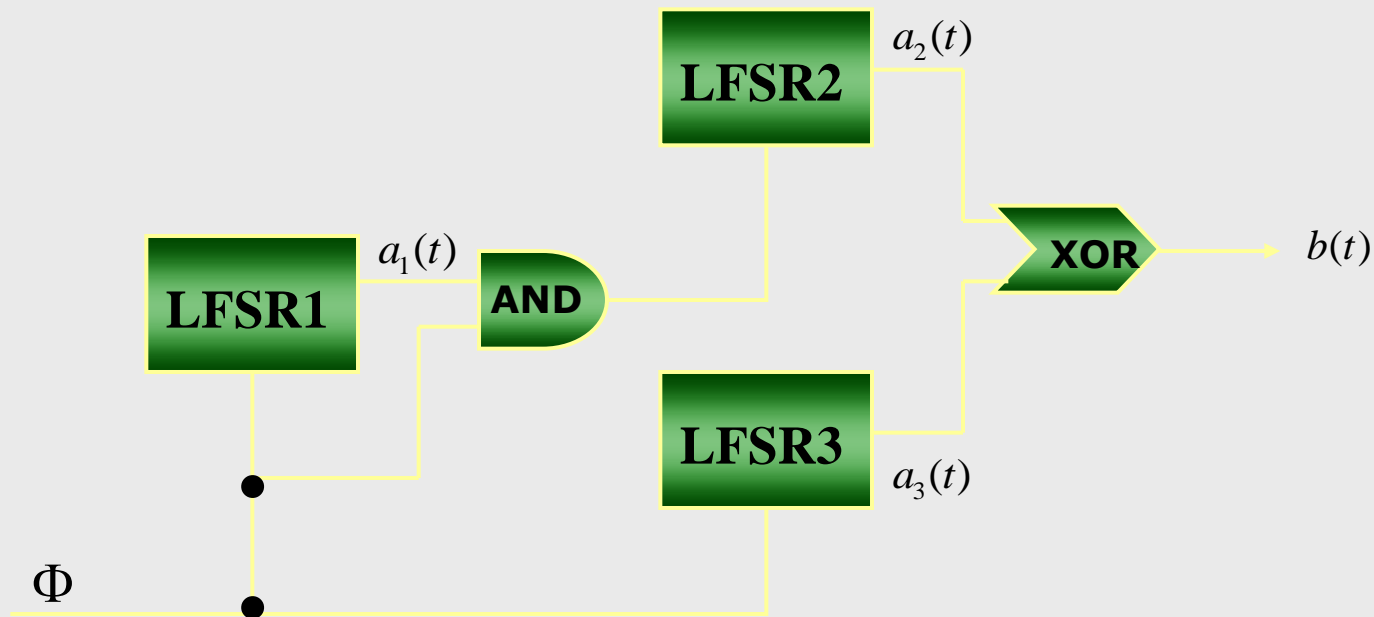 a₂(t)
LFSR2
a₁(t)
LFSR1
AND
XOR
b(t)
LFSR3
a₃(t)
Φ